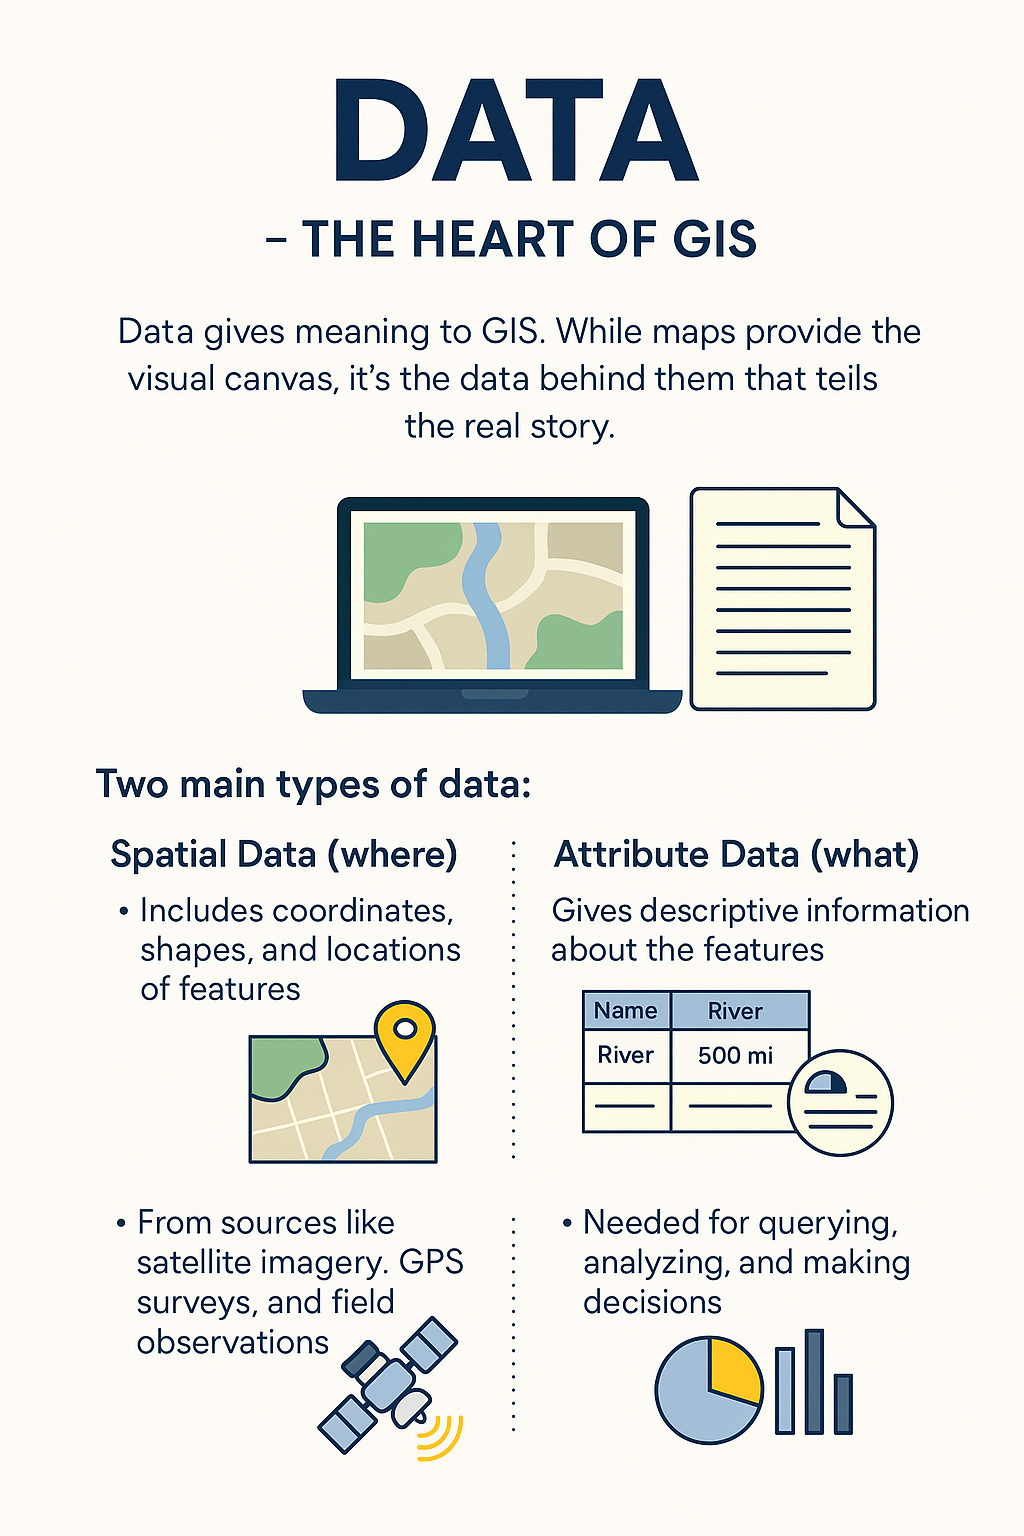 DATA
– THE HEART OF GIS
Data gives meaning to GIS. While maps provide the
visual canvas, it's the data behind them that teils
the real story.
Two main types of data:
Spatial Data (where)
• Includes coordinates,
shapes, and locations
of features
• From sources like
satellite imagery. GPS
surveys, and field
observations
Attribute Data (what)
Gives descriptive information
about the features
Name River
River 500 mi
• Needed for querying,
analyzing, and making
decisions